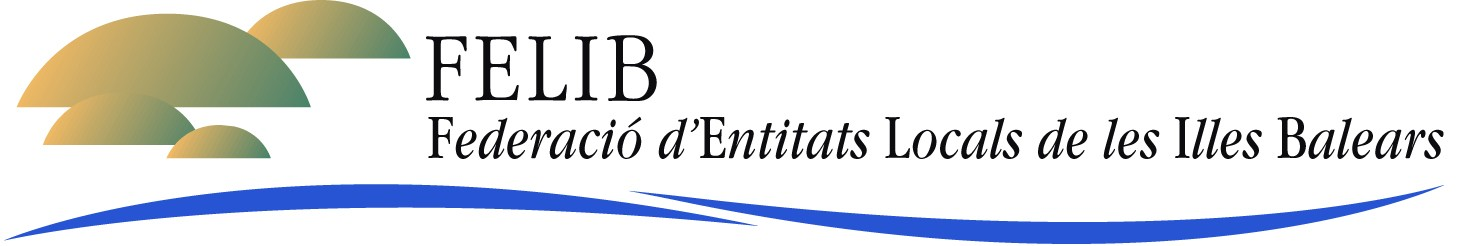 FELIB
Federació d'Entitats Locals de les Illes Balears